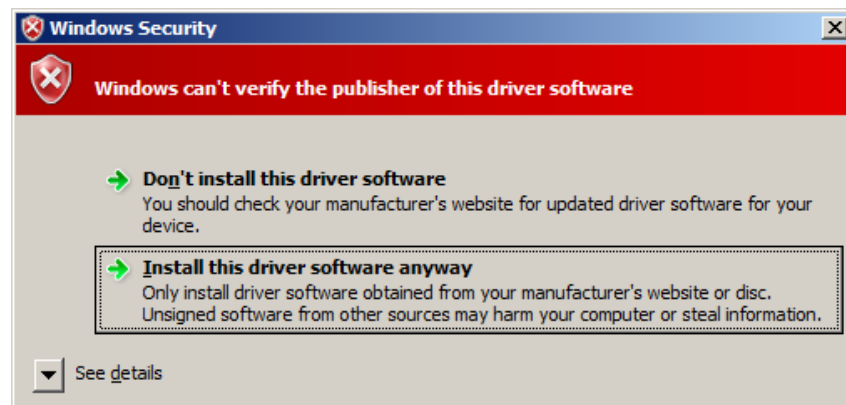 Windows Security
Windows can't verify the publisher of this driver software
Don't install this driver software
You should check your manufacturer's website for updated driver software for your
device.
Install this driver software anyway
Only install driver software obtained from your manufacturer's website or disc.
Unsigned software from other sources may harm your computer or steal information.
See details